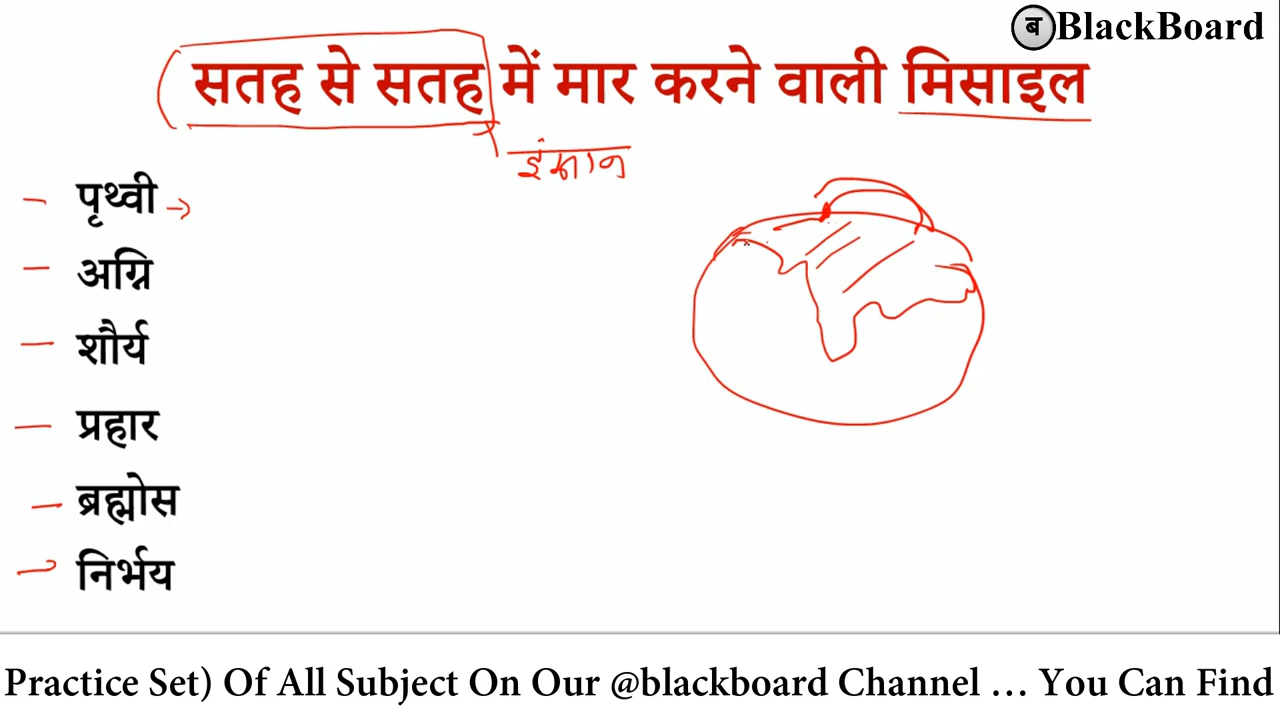 ब BlackBoard
सतह से सतह में मार करने वाली मिसाइल
पृथ्वी
अग्नि
शौर्य
प्रहार
ब्रह्मोस
निर्भय
Practice Set) Of All Subject On Our @blackboard Channel ... You Can Find